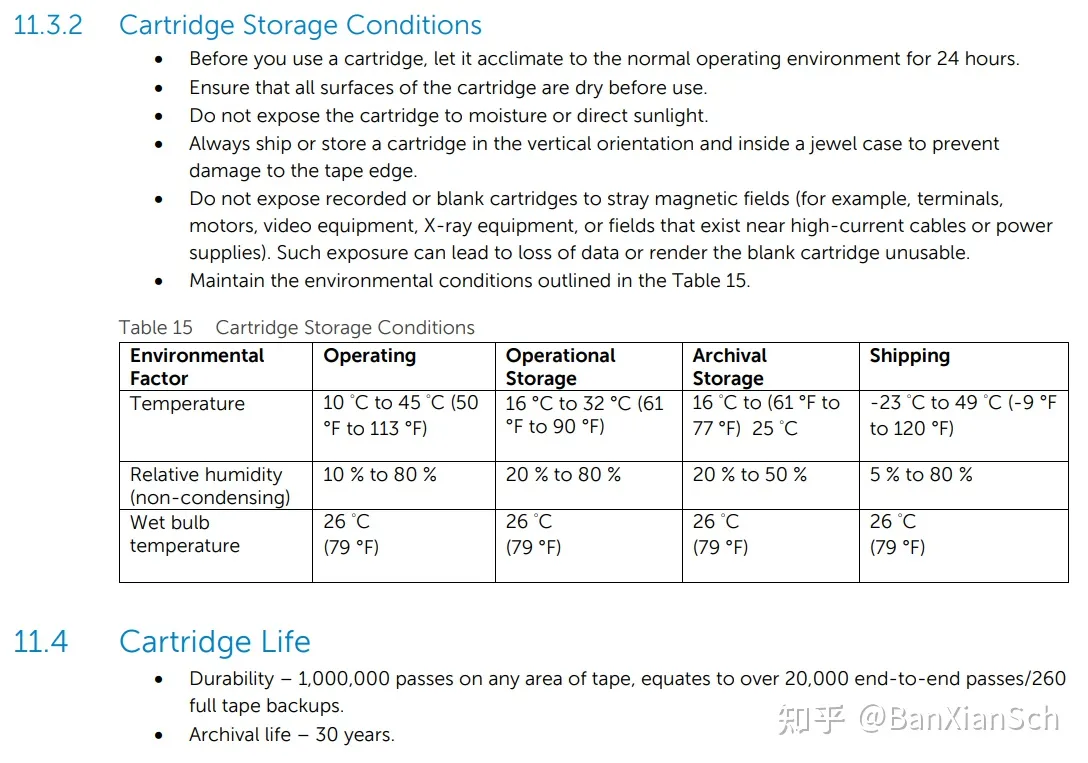 11.3.2 Cartridge Storage Conditions
• Before you use a cartridge, let it acclimate to the normal operating environment for 24 hours.
• Ensure that all surfaces of the cartridge are dry before use.
• Do not expose the cartridge to moisture or direct sunlight.
• Always ship or store a cartridge in the vertical orientation and inside a jewel case to prevent
damage to the tape edge.
• Do not expose recorded or blank cartridges to stray magnetic fields (for example, terminals,
motors, video equipment, X-ray equipment, or fields that exist near high-current cables or power
supplies). Such exposure can lead to loss of data or render the blank cartridge unusable.
• Maintain the environmental conditions outlined in the Table 15.
Table 15 Cartridge Storage Conditions
Environmental Factor | Operating | Operational Storage | Archival Storage | Shipping
Temperature | 10 °C to 45 °C (50 °F to 113 °F) | 16 °C to 32 °C (61 °F to 90 °F) | 16 °C to (61 °F to 77 °F) 25 °C | -23 °C to 49 °C (-9 °F to 120 °F)
Relative humidity (non-condensing) | 10 % to 80 % | 20 % to 80 % | 20 % to 50 % | 5 % to 80 %
Wet bulb temperature | 26 °C (79 °F) | 26 °C (79 °F) | 26 °C (79 °F) | 26 °C (79 °F)
11.4 Cartridge Life
• Durability – 1,000,000 passes on any area of tape, equates to over 20,000 end-to-end passes/260
full tape backups.
• Archival life – 30 years.
知乎 @BanXianSch